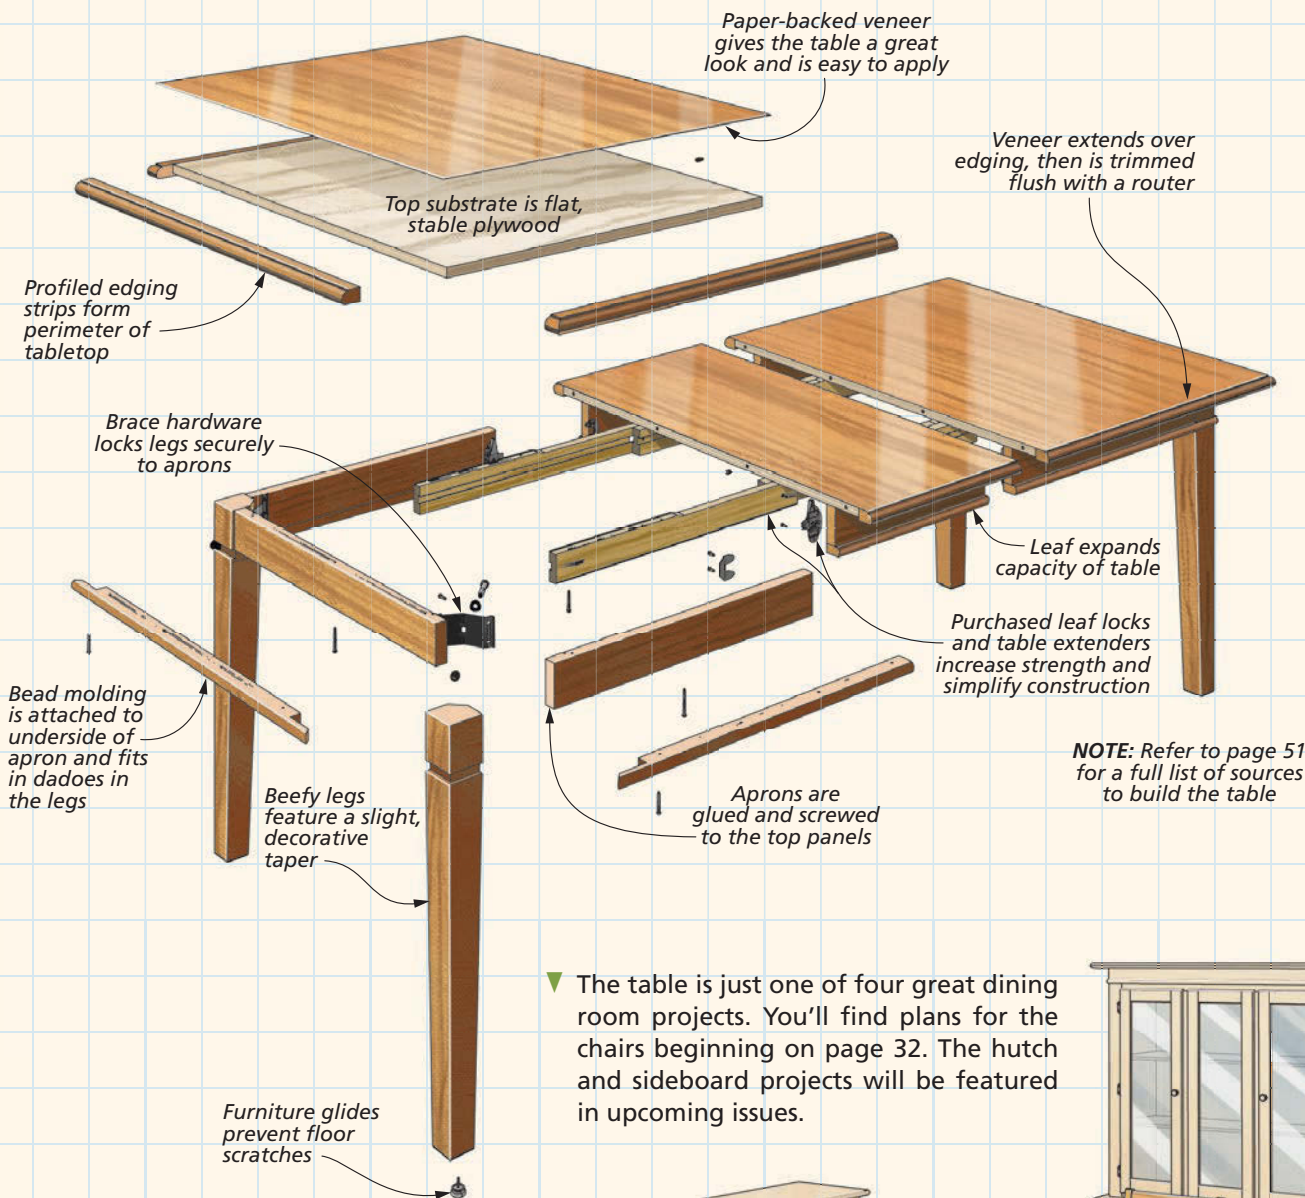 Paper-backed veneer
gives the table a great
look and is easy to apply
Veneer extends over
edging, then is trimmed
flush with a router
Top substrate is flat,
stable plywood
Profiled edging
strips form
perimeter of
tabletop
Brace hardware
locks legs securely
to aprons
Leaf expands
capacity of table
Purchased leaf locks
and table extenders
increase strength and
simplify construction
Bead molding
is attached to
underside of
apron and fits
in dadoes in
the legs
NOTE: Refer to page 51
for a full list of sources
to build the table
Beefy legs
feature a slight,
decorative
taper
Aprons are
glued and screwed
to the top panels
The table is just one of four great dining
room projects. You’ll find plans for the
chairs beginning on page 32. The hutch
and sideboard projects will be featured
in upcoming issues.
Furniture glides
prevent floor
scratches